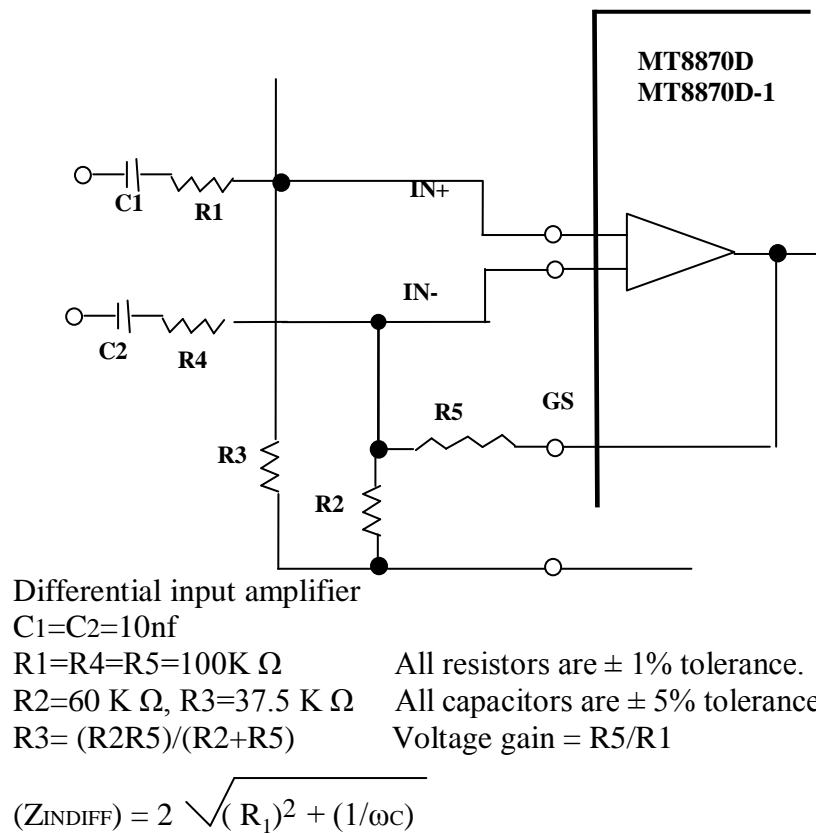 MT8870D
MT8870D-1
C1
R1
IN+
C2
R4
IN-
R5
GS
R3
R2
Differential input amplifier
C1=C2=10nf
R1=R4=R5=100K Ω All resistors are ± 1% tolerance.
R2=60 K Ω, R3=37.5 K Ω All capacitors are ± 5% tolerance
R3= (R2R5)/(R2+R5) Voltage gain = R5/R1
(ZINDIFF) = 2 √( R₁)² + (1/ωc)